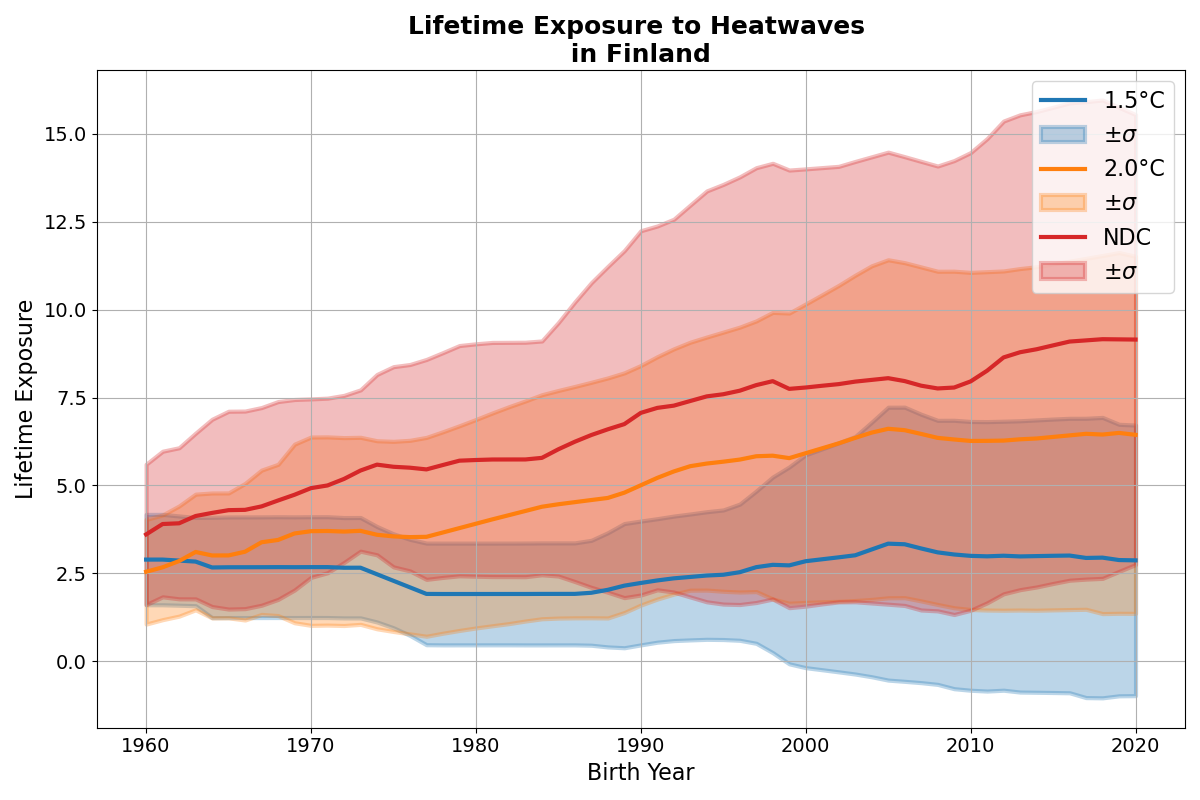 Lifetime Exposure to Heatwaves
in Finland
Lifetime Exposure
15.0
12.5
10.0
7.5
5.0
2.5
0.0
1960
1970
1980
1990
2000
2010
2020
Birth Year
1.5°C
±σ
2.0°C
±σ
NDC
±σ